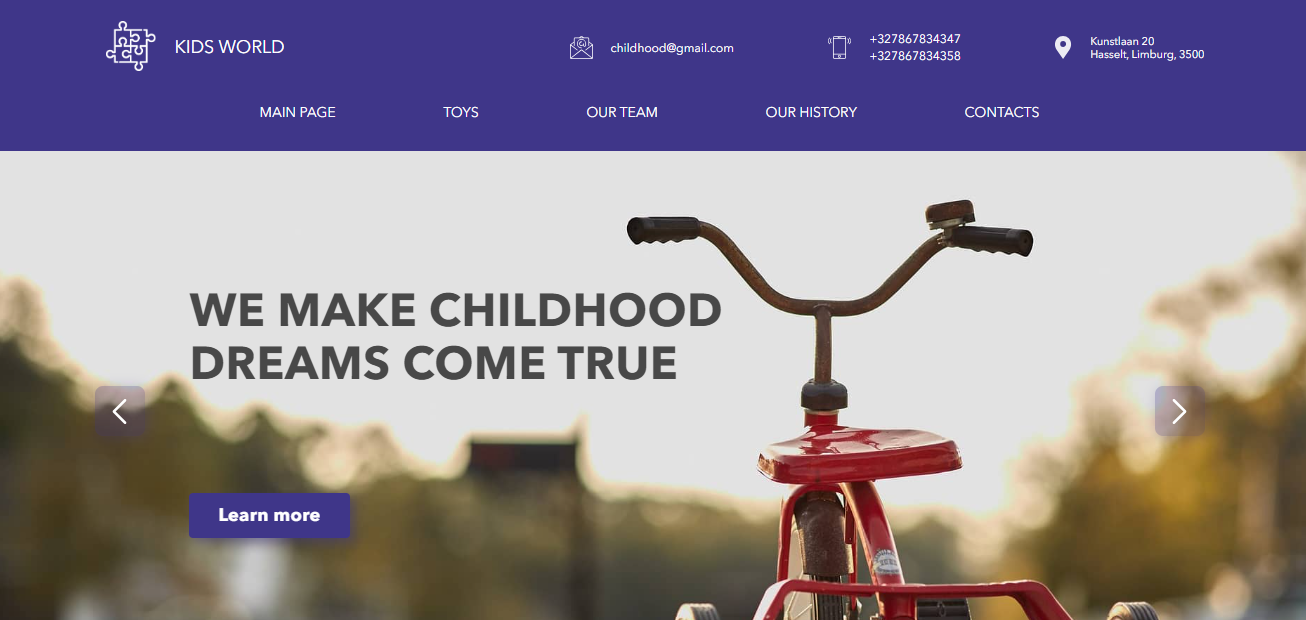 KIDS WORLD
childhood@gmail.com
+327867834347
+327867834358
Kunstlaan 20
Hasselt, Limburg, 3500
MAIN PAGE
TOYS
OUR TEAM
OUR HISTORY
CONTACTS
WE MAKE CHILDHOOD
DREAMS COME TRUE
Learn more